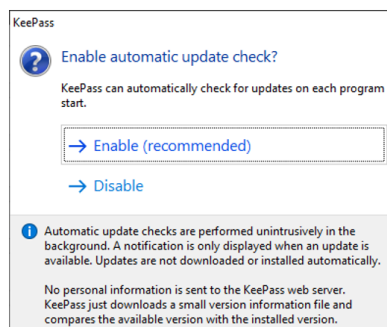 KeePass
Enable automatic update check?
KeePass can automatically check for updates on each program
start.
Enable (recommended)
Disable
Automatic update checks are performed unintrusively in the
background. A notification is only displayed when an update is
available. Updates are not downloaded or installed automatically.
No personal information is sent to the KeePass web server.
KeePass just downloads a small version information file and
compares the available version with the installed version.